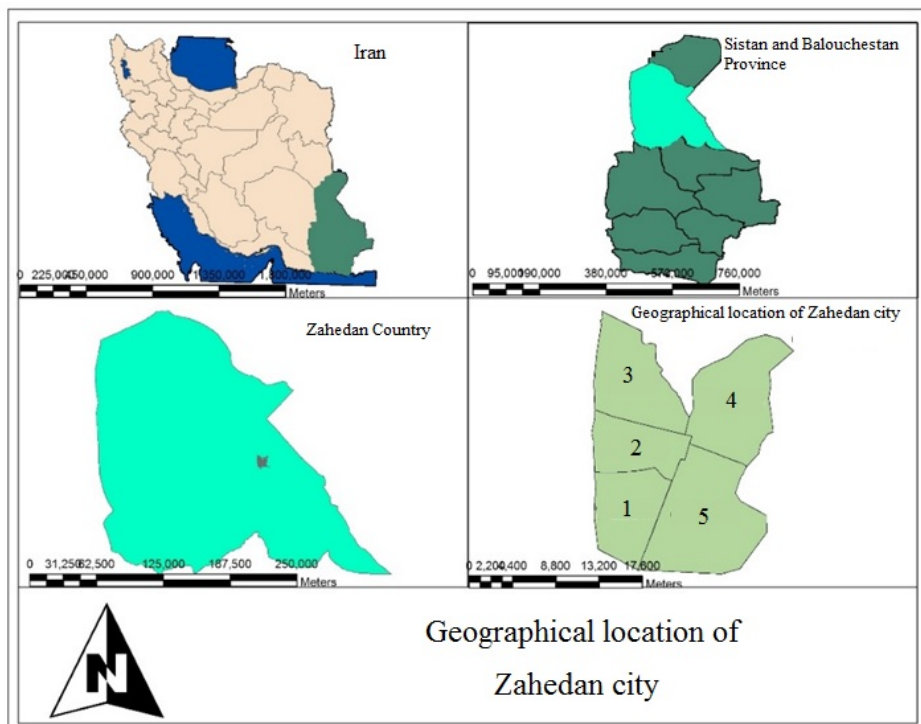 Iran
0 225,000 450,000 900,000 1,350,000 1,800,000
Meters
Sistan and Balouchestan
Province
0 95,000 190,000 380,000 570,000 760,000
Meters
Zahedan Country
0 31,250 62,500 125,000 187,500 250,000
Meters
Geographical location of Zahedan city
3
4
2
1
5
0 2,200 4,400 8,800 13,200 17,600
Meters
N
Geographical location of
Zahedan city